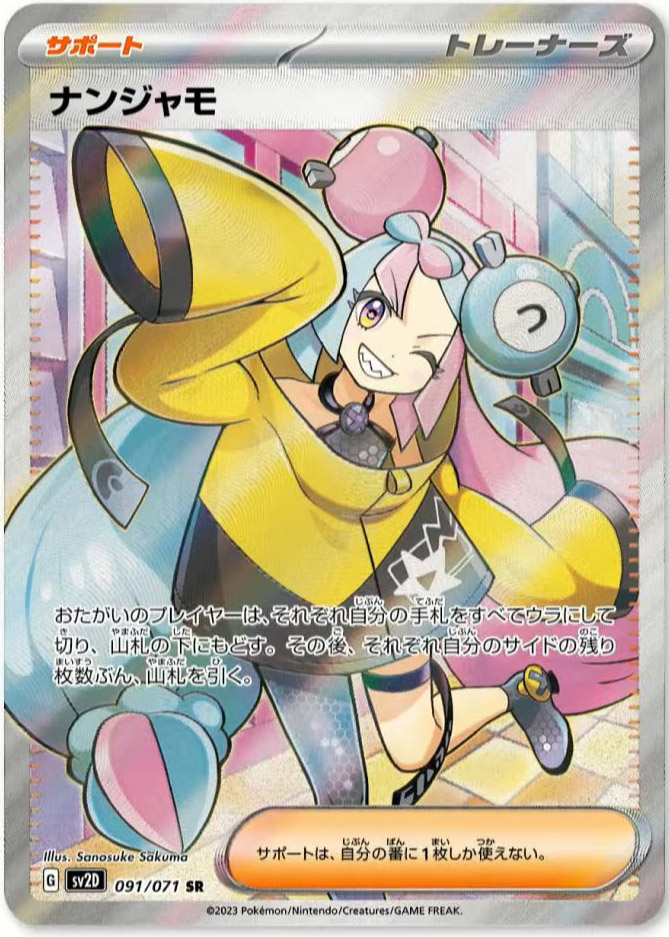 サポート
トレーナーズ
ナンジャモ
おたがいのプレイヤーは、それぞれ自分の手札をすべてウラにして
切り、山札の下にもどす。その後、それぞれ自分のサイドの残り
枚数ぶん、山札を引く。
サポートは、自分の番に1枚しか使えない。
Illus. Sanosuke Sakuma
G sv2D 091/071 SR
©2023 Pokémon/Nintendo/Creatures/GAME FREAK.